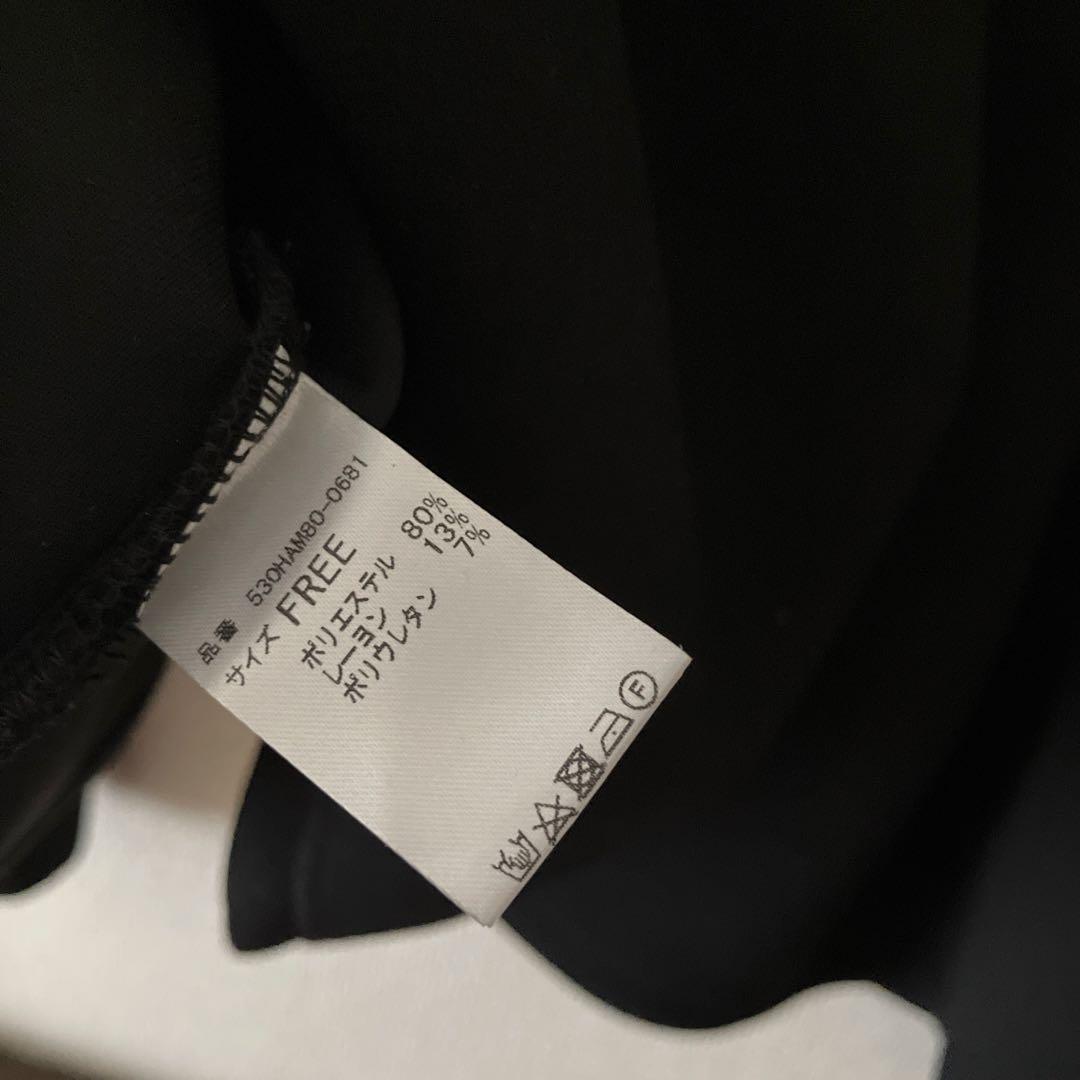 品番 530HAM80-0681
サイズ FREE
ポリエステル 80%
レーヨン 13%
ポリウレタン 7%
F